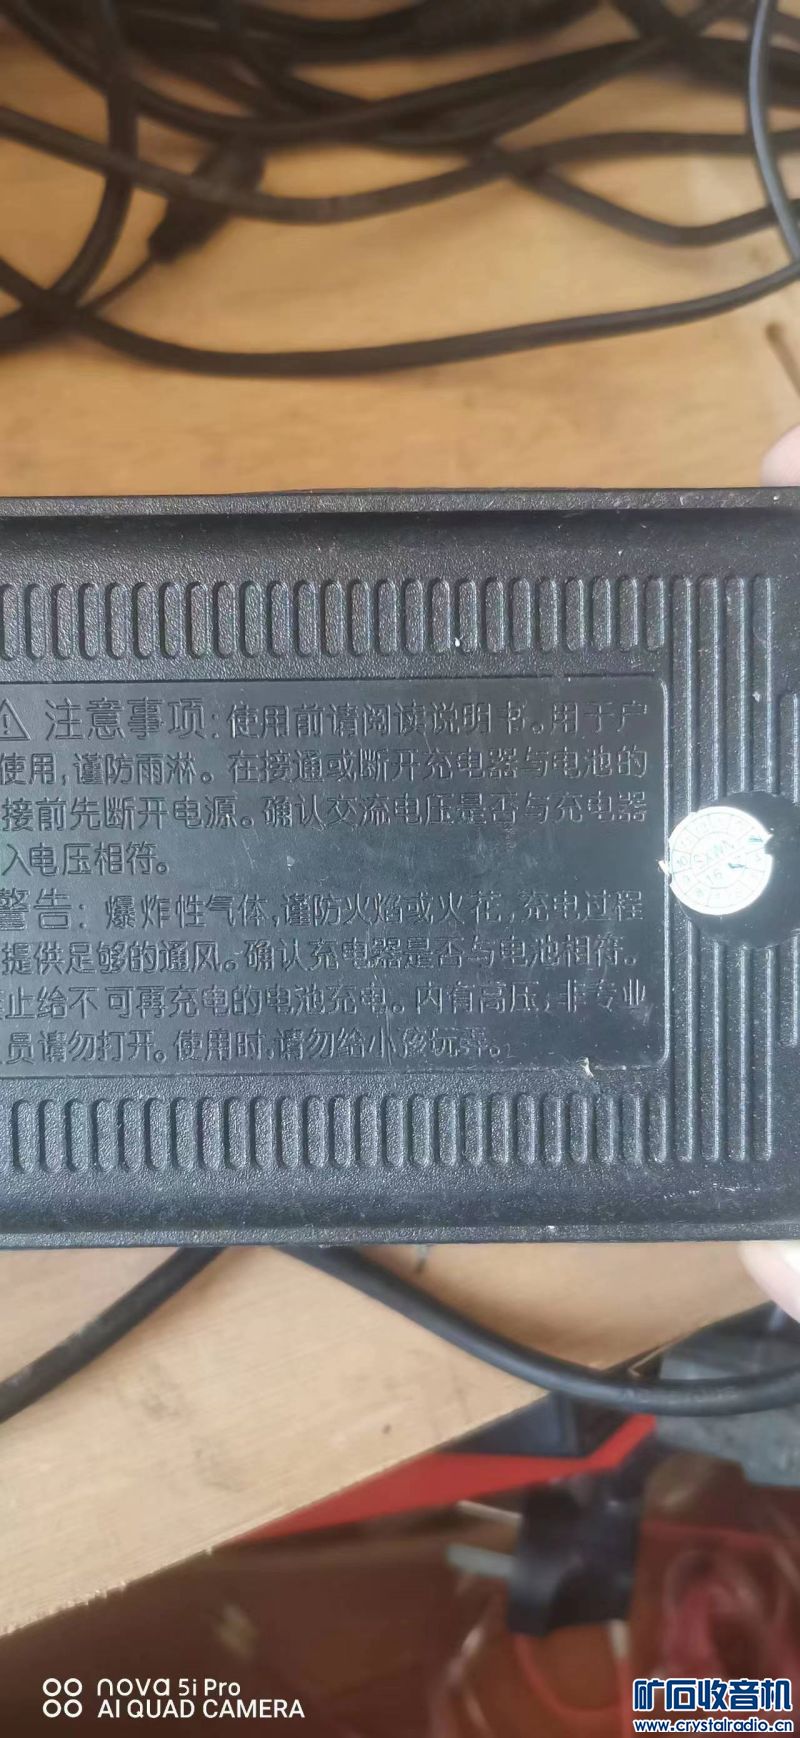 注意事项:使用前请阅读说明书。用于户
使用,谨防雨淋。在接通或断开充电器与电池的
接前先断开电源。确认交流电压是否与充电器
入电压相符。
警告:爆炸性气体,谨防火焰或火花,充电过程
提供足够的通风。确认充电器是否与电池相符。
止给不可再充电的电池充电。内有高压,非专业
员请勿打开。使用时,请勿给小孩玩弄。
16
nova 5i Pro
AI QUAD CAMERA
矿石收音机
www.crystalradio.cn